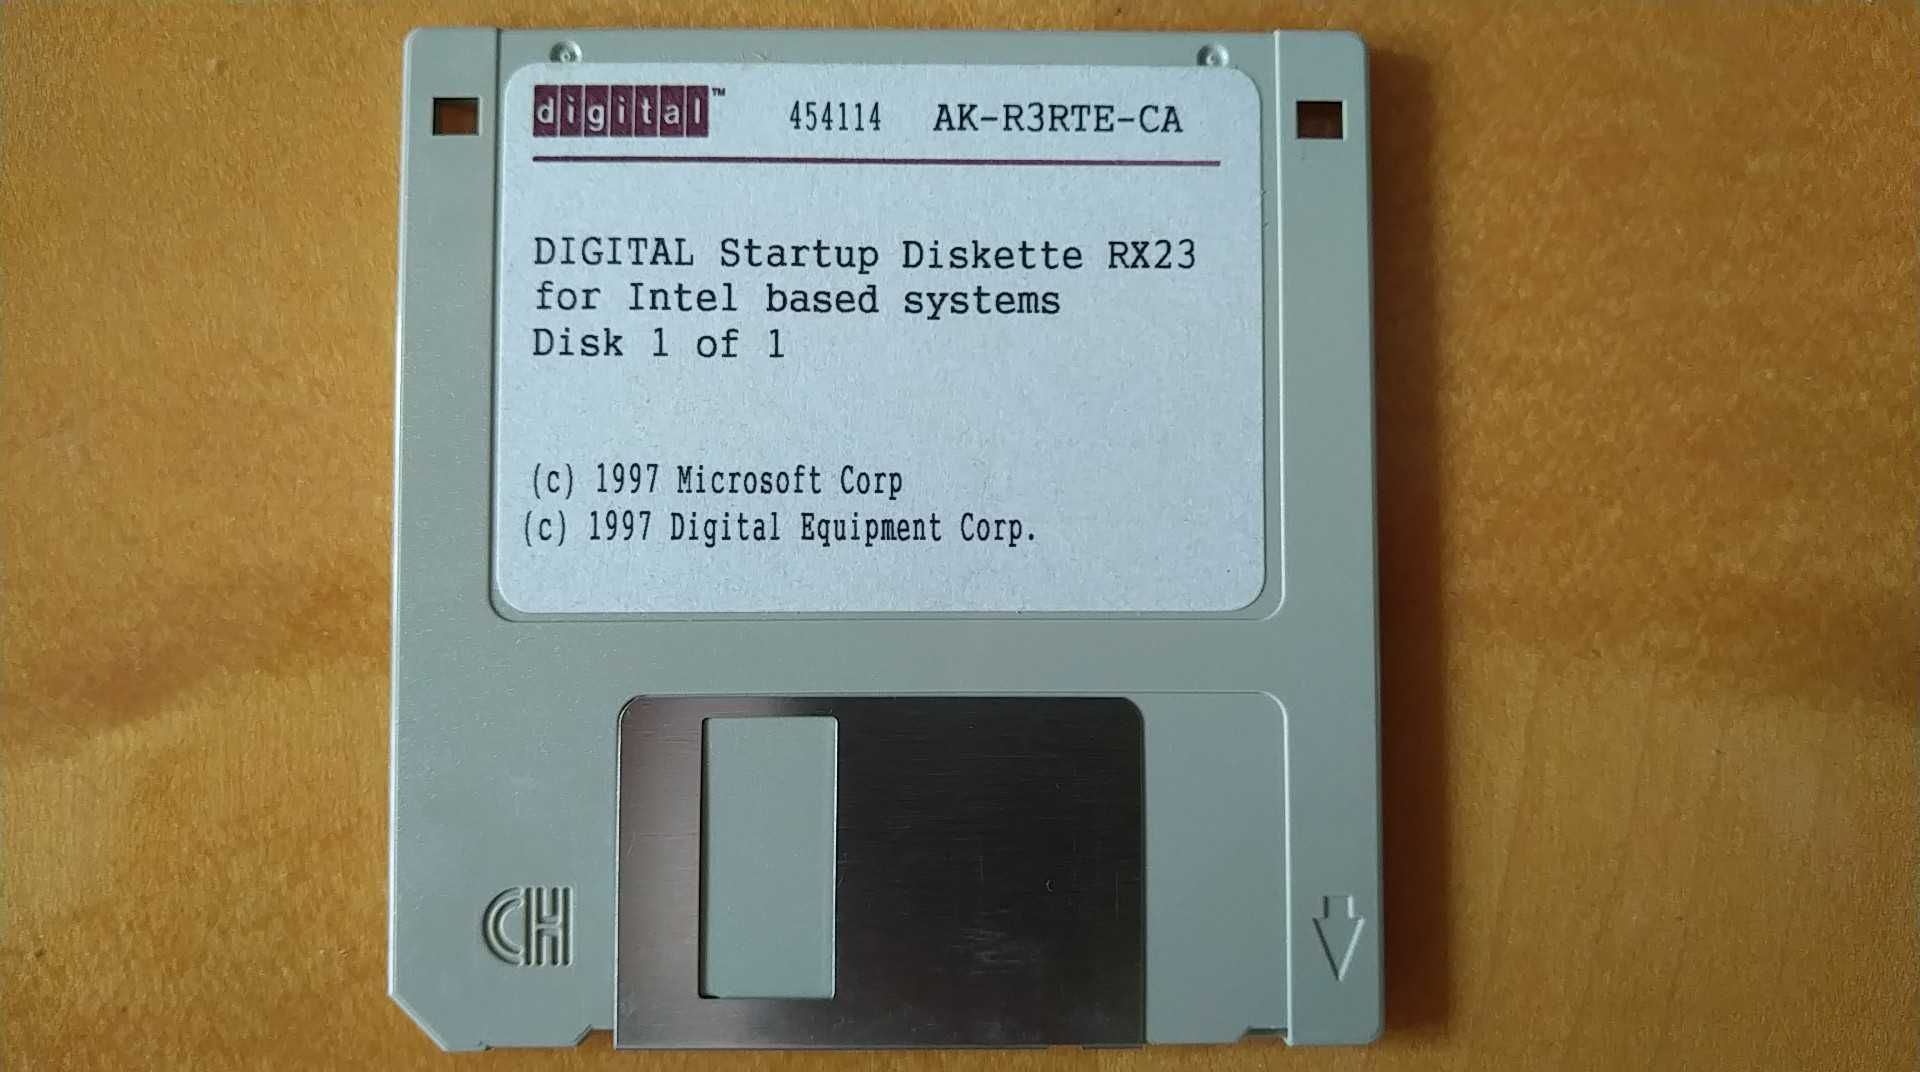 digital™ 454114 AK-R3RTE-CA
DIGITAL Startup Diskette RX23
for Intel based systems
Disk 1 of 1
(c) 1997 Microsoft Corp
(c) 1997 Digital Equipment Corp.
CH